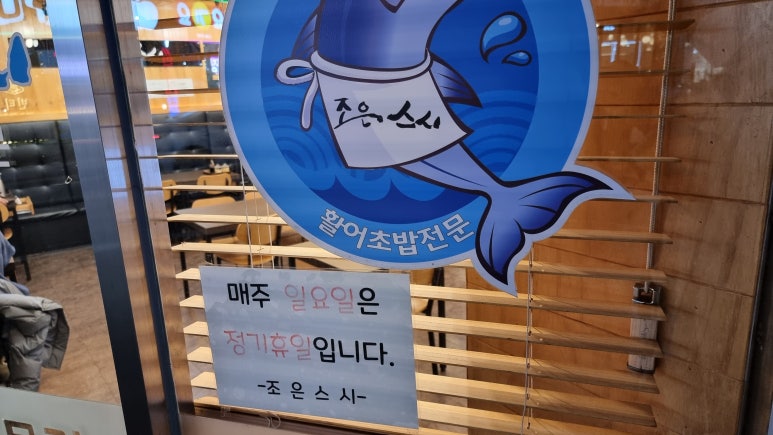 조은스시
활어초밥전문
매주 일요일은
정기휴일입니다.
-조은스시-